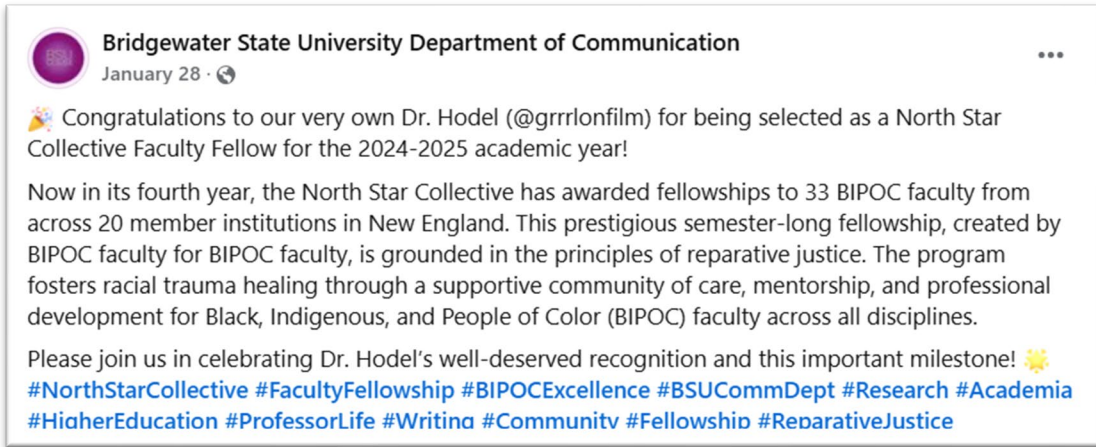 Bridgewater State University Department of Communication
January 28 ·
🎉 Congratulations to our very own Dr. Hodel (@grrrlonfilm) for being selected as a North Star
Collective Faculty Fellow for the 2024-2025 academic year!
Now in its fourth year, the North Star Collective has awarded fellowships to 33 BIPOC faculty from
across 20 member institutions in New England. This prestigious semester-long fellowship, created by
BIPOC faculty for BIPOC faculty, is grounded in the principles of reparative justice. The program
fosters racial trauma healing through a supportive community of care, mentorship, and professional
development for Black, Indigenous, and People of Color (BIPOC) faculty across all disciplines.
Please join us in celebrating Dr. Hodel’s well-deserved recognition and this important milestone! 🌟
#NorthStarCollective #FacultyFellowship #BIPOCExcellence #BSUCommDept #Research #Academia
#HigherEducation #ProfessorLife #Writing #Community #Fellowship #ReparativeJustice